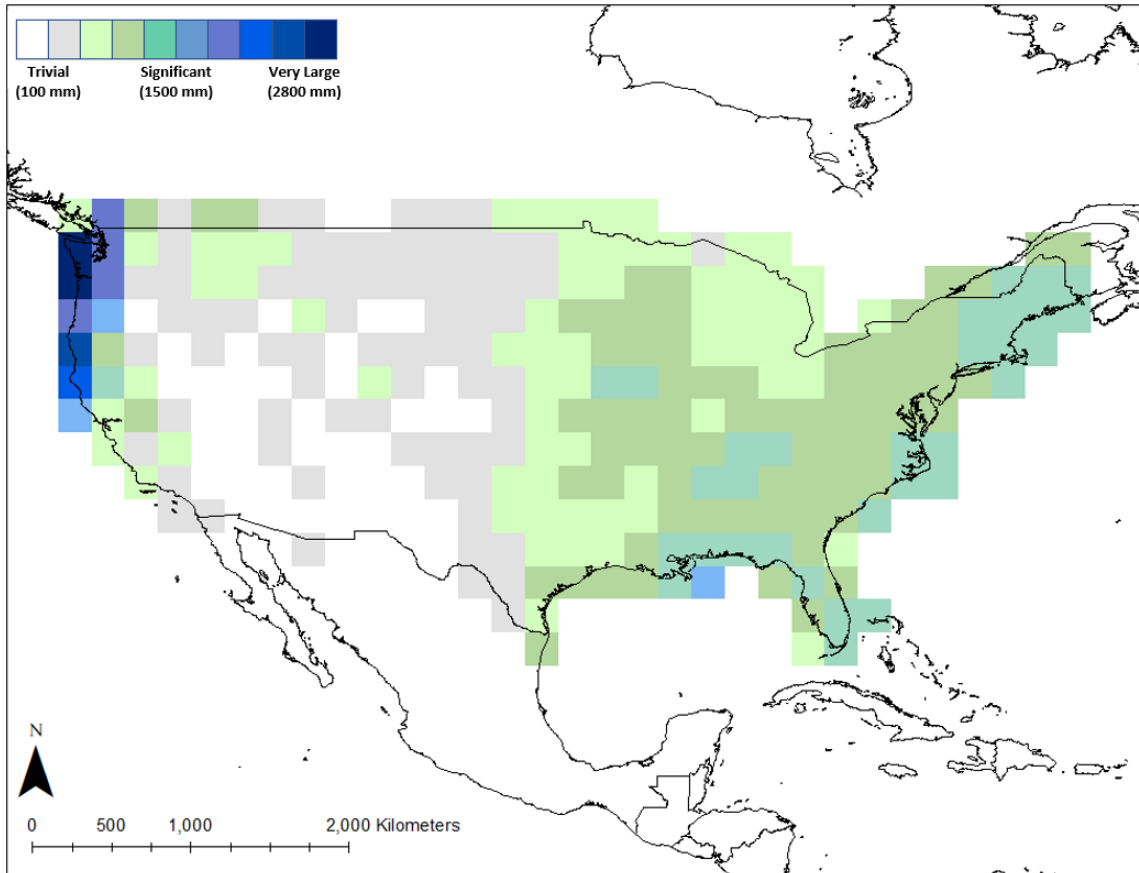 Trivial Significant Very Large
(100 mm) (1500 mm) (2800 mm)
N
0 500 1,000 2,000 Kilometers